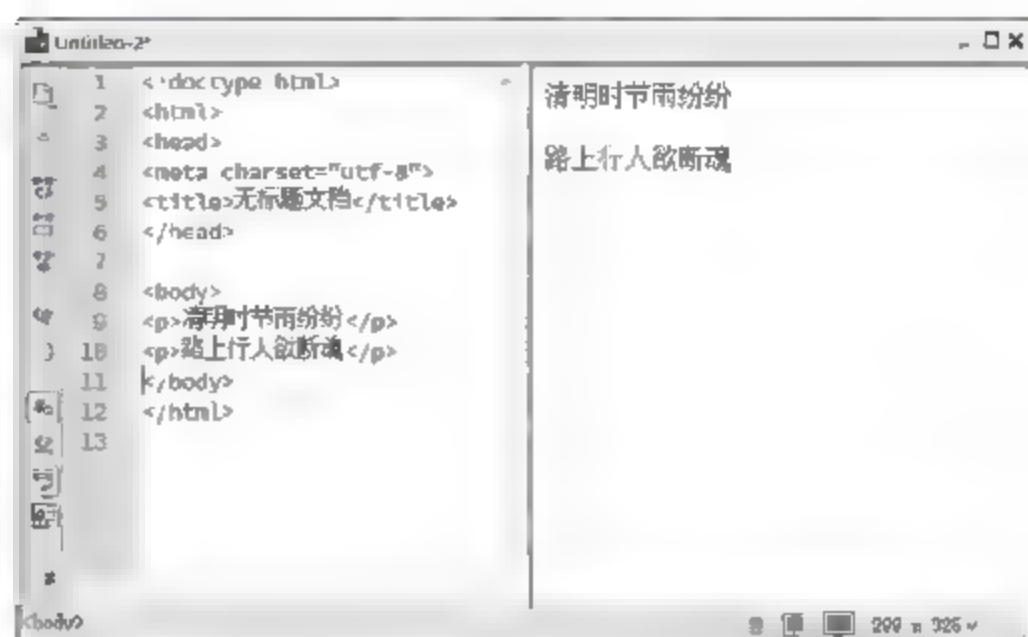 Untitled-2*
1 <!doctype html>
2 <html>
3 <head>
4 <meta charset="utf-8">
5 <title>无标题文档</title>
6 </head>
7
8 <body>
9 <p>清明时节雨纷纷</p>
10 <p>路上行人欲断魂</p>
11 </body>
12 </html>
13
清明时节雨纷纷
路上行人欲断魂
<body>